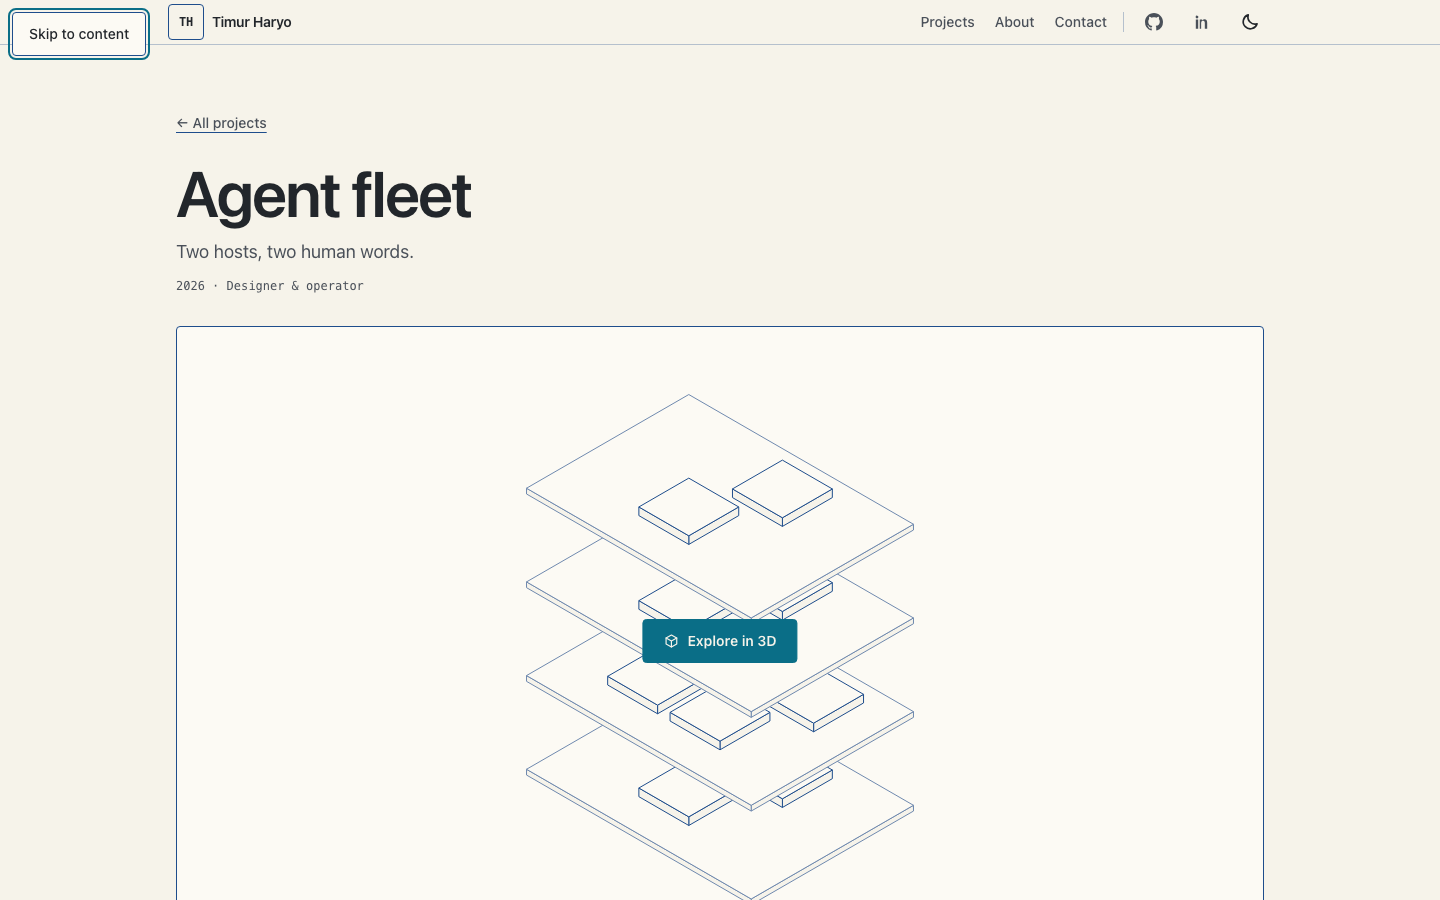 Skip to content
TH Timur Haryo
Projects About Contact
← All projects
Agent fleet
Two hosts, two human words.
2026 · Designer & operator
Explore in 3D